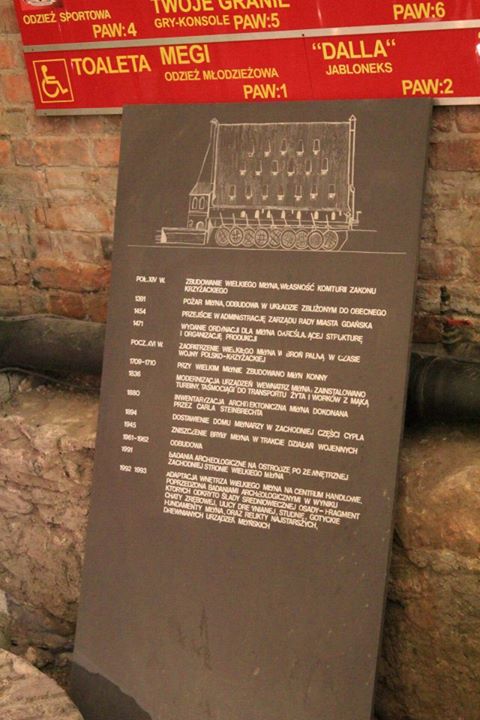 TWOJE GRANIE
ODZIEŻ SPORTOWA
PAW:4
GRY-KONSOLE PAW:5
PAW:6
TOALETA MEGI
ODZIEŻ MŁODZIEŻOWA
PAW:1
"DALLA"
JABLONEKS
PAW:2
POŁ.XIV W. ZBUDOWANIE WIELKIEGO MŁYNA, WŁASNOŚĆ KOMTURII ZAKONU
KRZYŻACKIEGO
1391 POŻAR MŁYNA, ODBUDOWA W UKŁADZIE ZBLIŻONYM DO OBECNEGO
1454 PRZEJŚCIE W ADMINISTRACJĘ ZARZĄDU RADY MIASTA GDAŃSKA
1471 WYDANIE ORDYNACJI DLA MŁYNA OKREŚLAJĄCEJ STRUKTURĘ
I ORGANIZACJĘ PRODUKCJI
POCZ.XVI W. ZAOPATRZENIE WIELKIEGO MŁYNA W BROŃ PALNĄ W CZASIE
WOJNY POLSKO-KRZYŻACKIEJ
1709-1710 PRZY WIELKIM MŁYNIE ZBUDOWANO MŁYN KONNY
1836 MODERNIZACJA URZĄDZEŃ WEWNĄTRZ MŁYNA: ZAINSTALOWANO
TURBINY, TAŚMOCIĄGI DO TRANSPORTU ŻYTA I WORKÓW Z MĄKĄ
1880 INWENTARYZACJA ARCHITEKTONICZNA MŁYNA DOKONANA
PRZEZ CARLA STEINBRECHTA
1894 DOSTAWIENIE DOMU MŁYNARZY W ZACHODNIEJ CZĘŚCI CYPLA
1945 ZNISZCZENIE BRYŁY MŁYNA W TRAKCIE DZIAŁAŃ WOJENNYCH
1961-1962 ODBUDOWA
1991 BADANIA ARCHEOLOGICZNE NA OSTRODZE PO ZEWNĘTRZNEJ
ZACHODNIEJ STRONIE WIELKIEGO MŁYNA
1992 1993 ADAPTACJA WNĘTRZA WIELKIEGO MŁYNA NA CENTRUM HANDLOWE,
POPRZEDZONA BADANIAMI ARCHEOLOGICZNYMI W WYNIKU
KTÓRYCH ODKRYTO ŚLADY ŚREDNIOWIECZNEJ OSADY-FRAGMENT
CHATY ZRĘBOWEJ, ULICY DREWNIANEJ, STUDNIE, GOTYCKIE
FUNDAMENTY MŁYNA, ORAZ RELIKTY NAJSTARSZYCH,
DREWNIANYCH URZĄDZEŃ MŁYŃSKICH